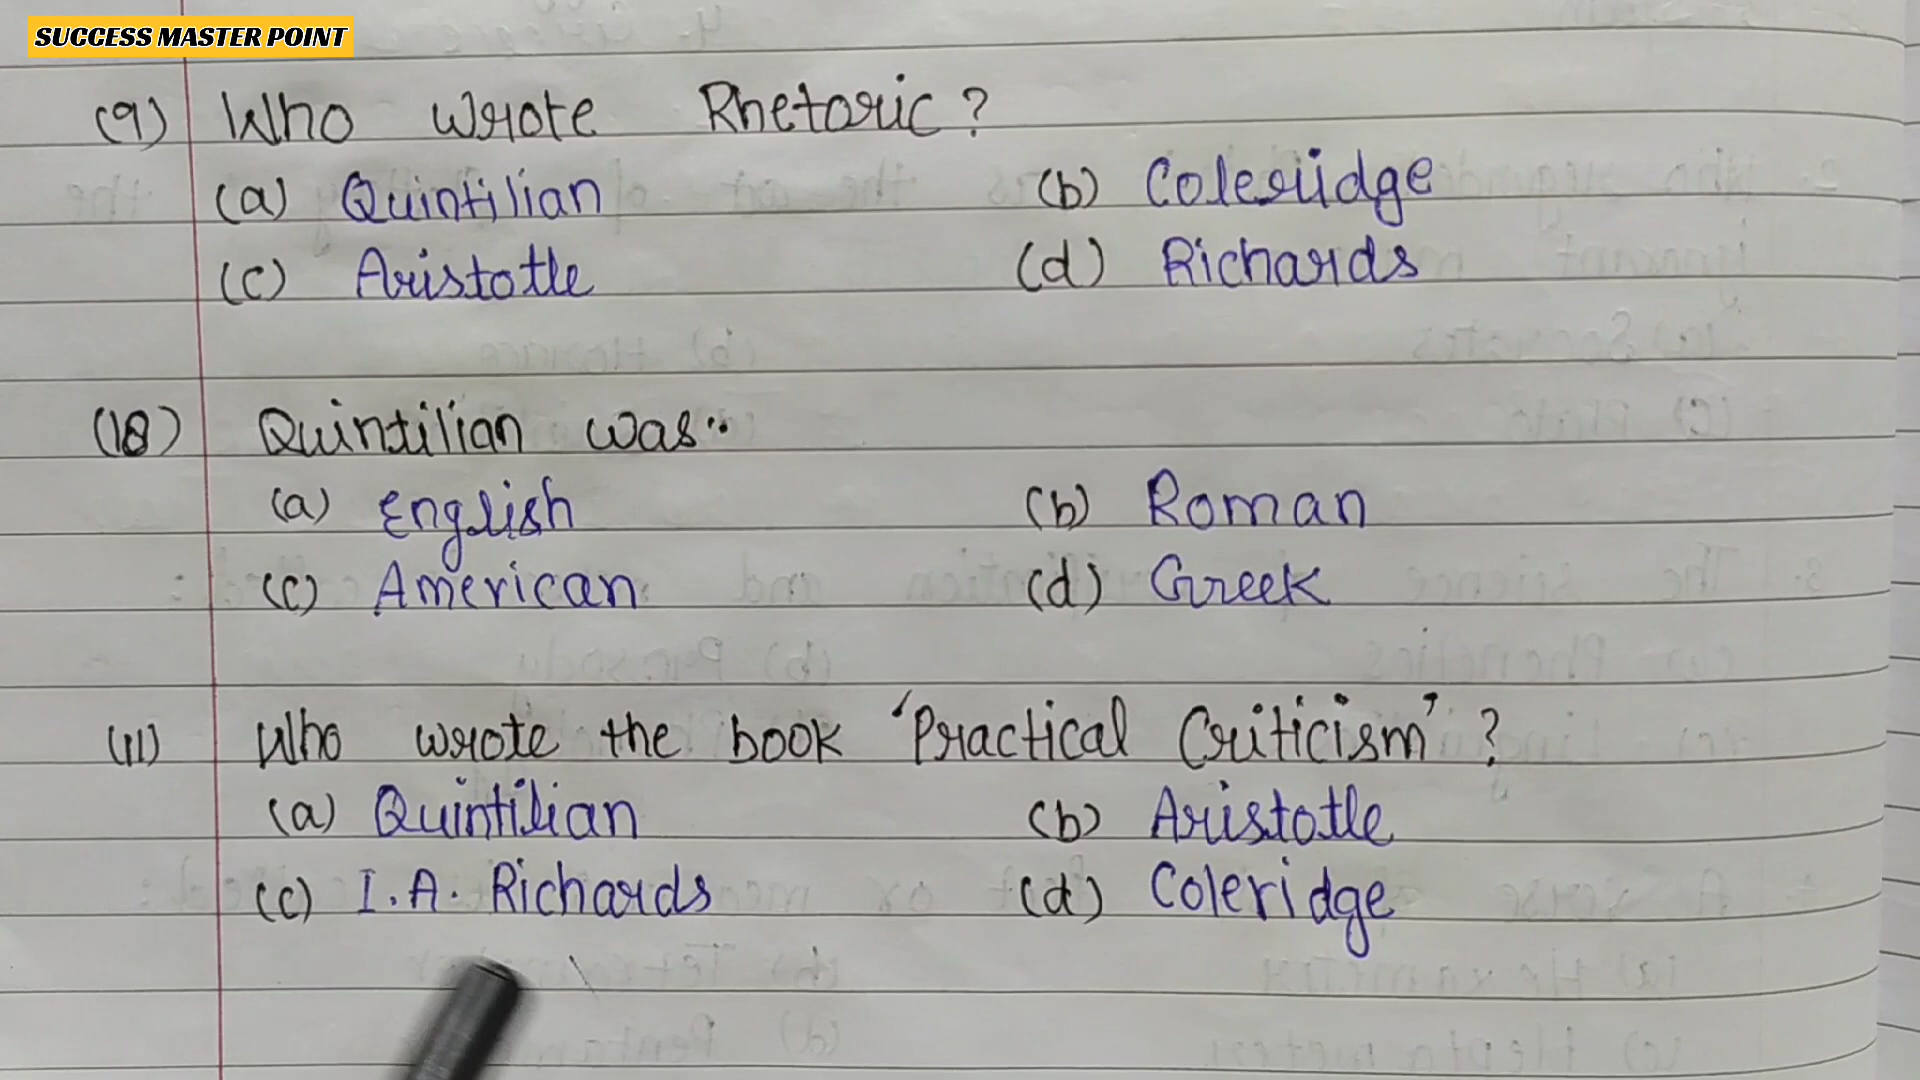 SUCCESS MASTER POINT
(9) Who wrote Rhetoric?
(a) Quintilian (b) Coleridge
(c) Aristotle (d) Richards
(10) Quintilian was..
(a) English (b) Roman
(c) American (d) Greek
(11) Who wrote the book 'Practical Criticism'?
(a) Quintilian (b) Aristotle
(c) I.A. Richards (d) Coleridge